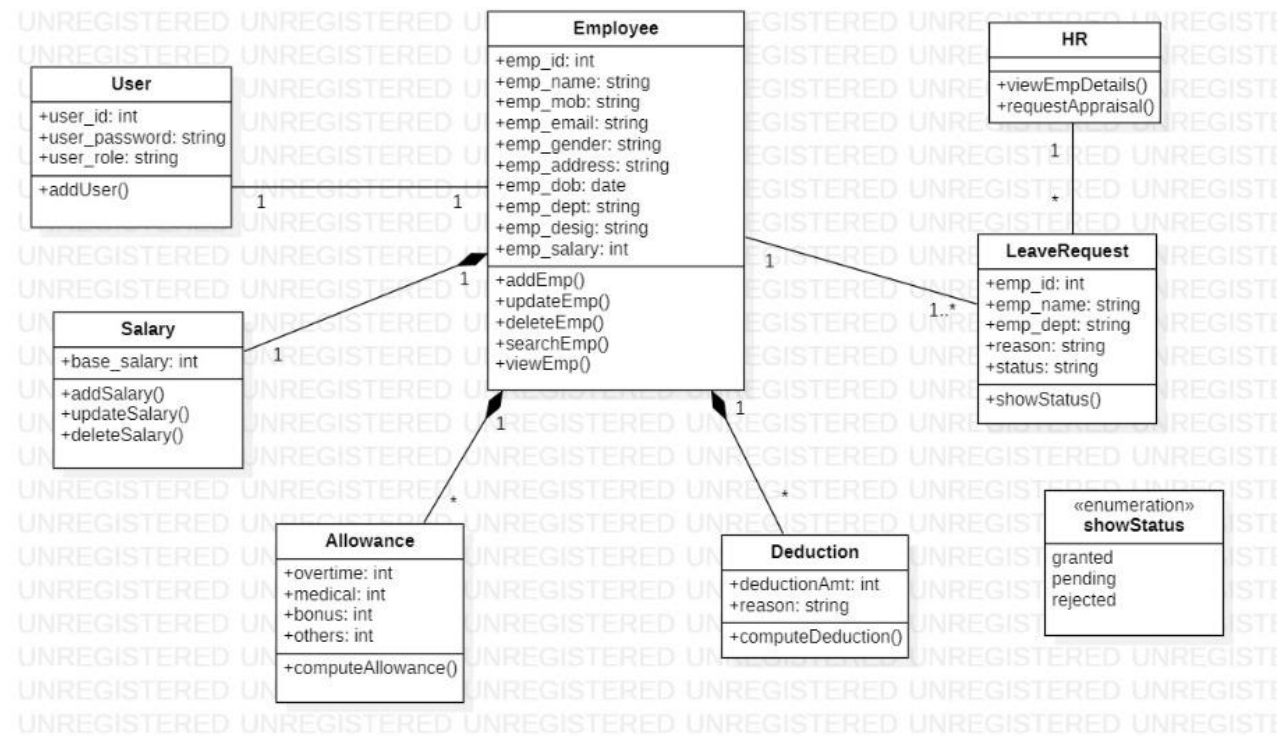 User
+user_id: int
+user_password: string
+user_role: string
+addUser()
1
1
Employee
+emp_id: int
+emp_name: string
+emp_mob: string
+emp_email: string
+emp_gender: string
+emp_address: string
+emp_dob: date
+emp_dept: string
+emp_desig: string
+emp_salary: int
+addEmp()
+updateEmp()
+deleteEmp()
+searchEmp()
+viewEmp()
HR
+viewEmpDetails()
+requestAppraisal()
1
*
LeaveRequest
+emp_id: int
+emp_name: string
+emp_dept: string
+reason: string
+status: string
+showStatus()
1
1..*
Salary
+base_salary: int
+addSalary()
+updateSalary()
+deleteSalary()
1
1
1
*
Allowance
+overtime: int
+medical: int
+bonus: int
+others: int
+computeAllowance()
1
*
Deduction
+deductionAmt: int
+reason: string
+computeDeduction()
«enumeration»
showStatus
granted
pending
rejected
UNREGISTERED